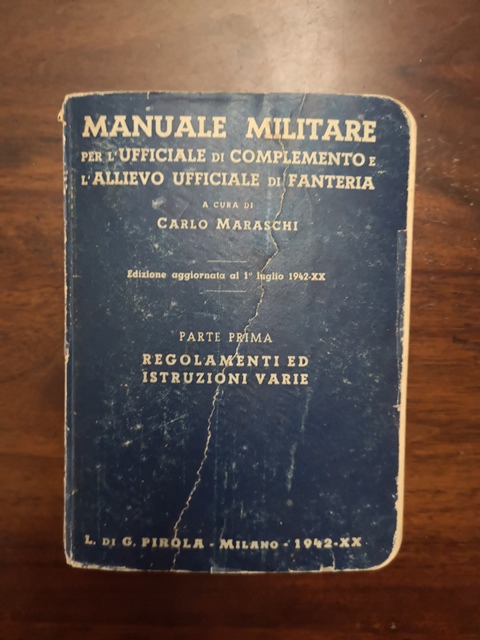 MANUALE MILITARE
PER L'UFFICIALE DI COMPLEMENTO E
L'ALLIEVO UFFICIALE DI FANTERIA
A CURA DI
CARLO MARASCHI
Edizione aggiornata al 1° luglio 1942-XX
PARTE PRIMA
REGOLAMENTI ED
ISTRUZIONI VARIE
L. DI G. PIROLA - MILANO - 1942-XX